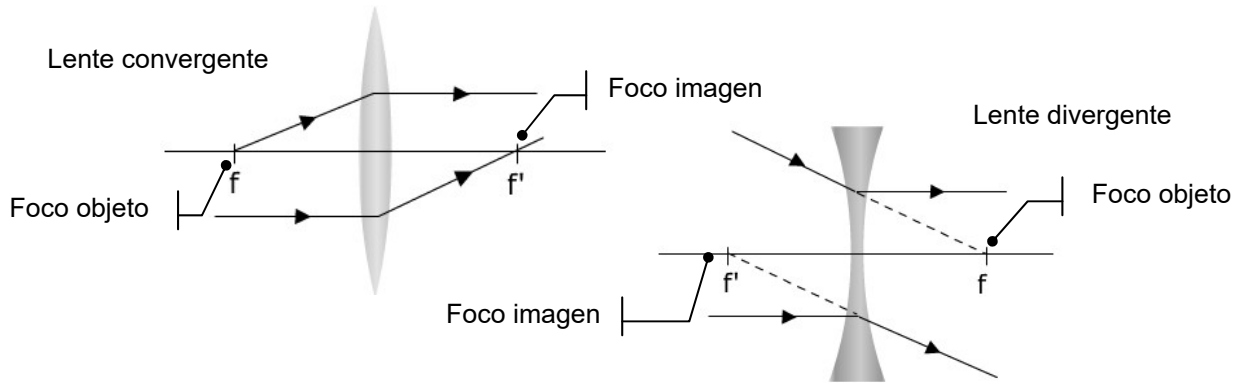 Lente convergente
Foco imagen
f
f'
Foco objeto
Lente divergente
Foco objeto
f'
f
Foco imagen